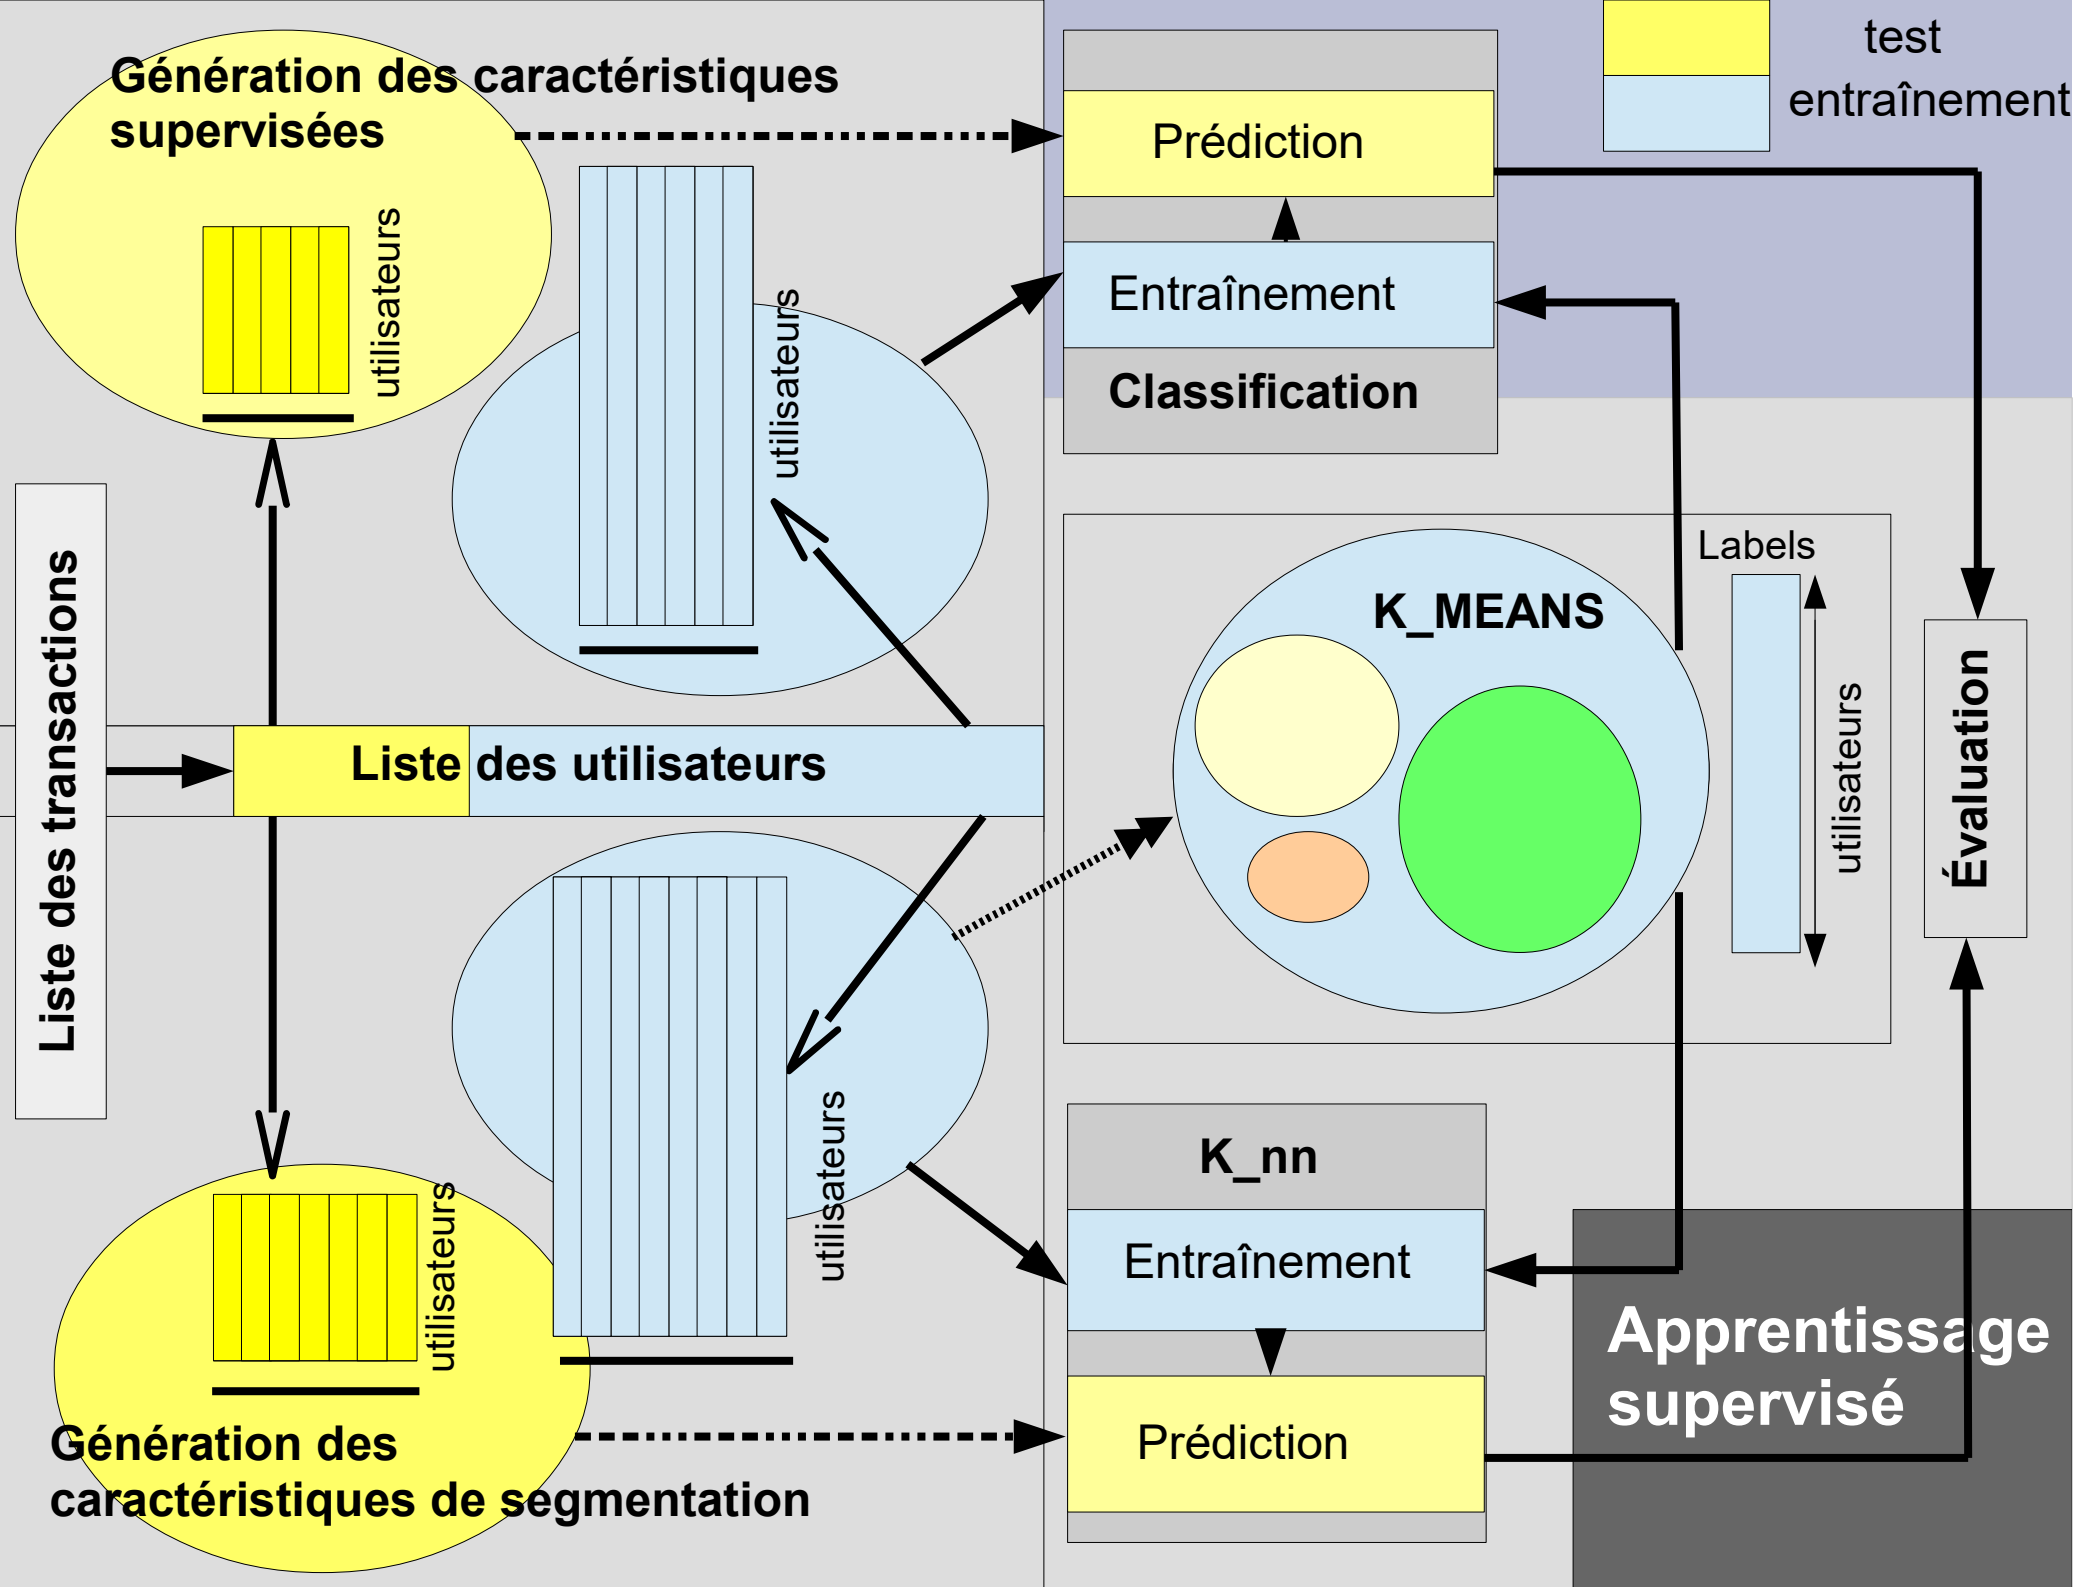 Génération des caractéristiques
supervisées
utilisateurs
utilisateurs
Liste des transactions
Liste des utilisateurs
utilisateurs
utilisateurs
Génération des
caractéristiques de segmentation
test
entraînement
Prédiction
Entraînement
Classification
K_MEANS
Labels
utilisateurs
Évaluation
K_nn
Entraînement
Prédiction
Apprentissage
supervisé